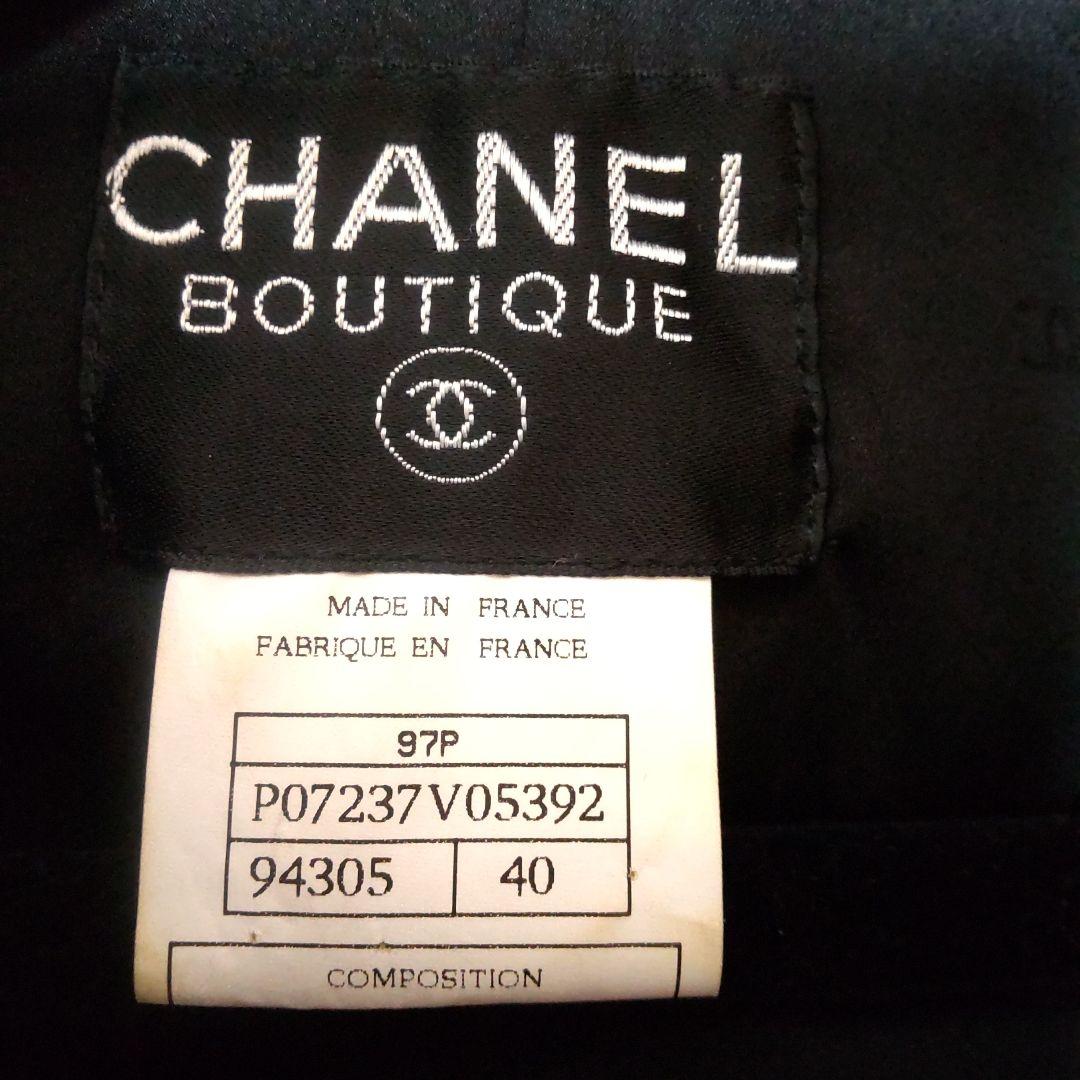 CHANEL
BOUTIQUE
MADE IN FRANCE
FABRIQUE EN FRANCE
97P
P07237V05392
94305 40
COMPOSITION